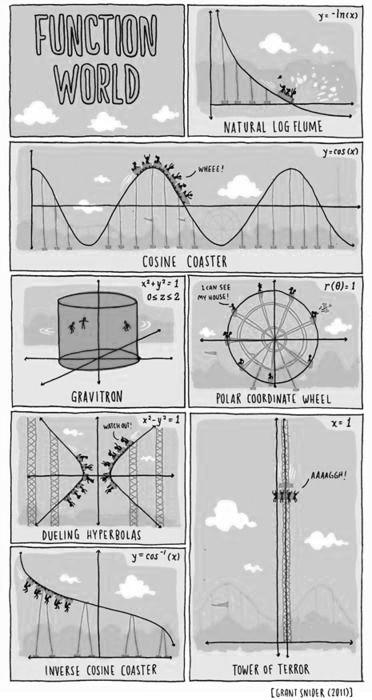 FUNCTION
WORLD
y=-ln(x)
NATURAL LOG FLUME
y=cos(x)
WHEEE!
COSINE COASTER
x²+y²=1
0≤z≤2
GRAVITRON
r(θ)=1
I CAN SEE
MY HOUSE!
POLAR COORDINATE WHEEL
x²-y²=1
WATCH OUT!
DUELING HYPERBOLAS
x=1
AAAAGGH!
TOWER OF TERROR
y=cos⁻¹(x)
INVERSE COSINE COASTER
[GRANT SNIDER (2011)]